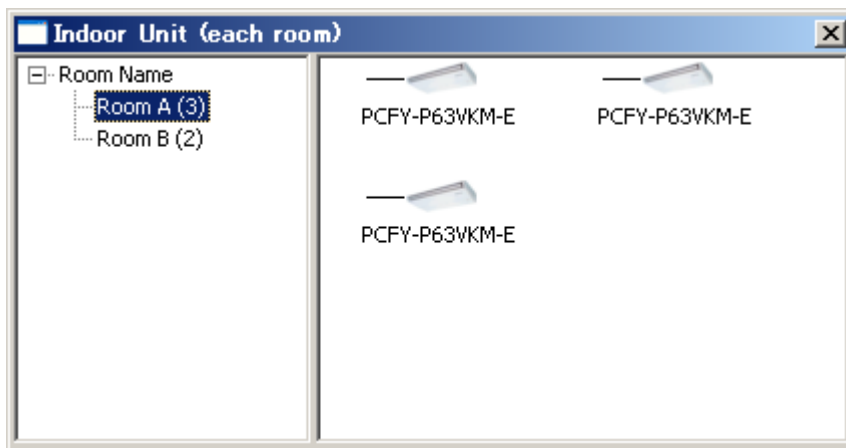 Indoor Unit (each room)
Room Name
Room A (3)
Room B (2)
PCFY-P63VKM-E PCFY-P63VKM-E
PCFY-P63VKM-E